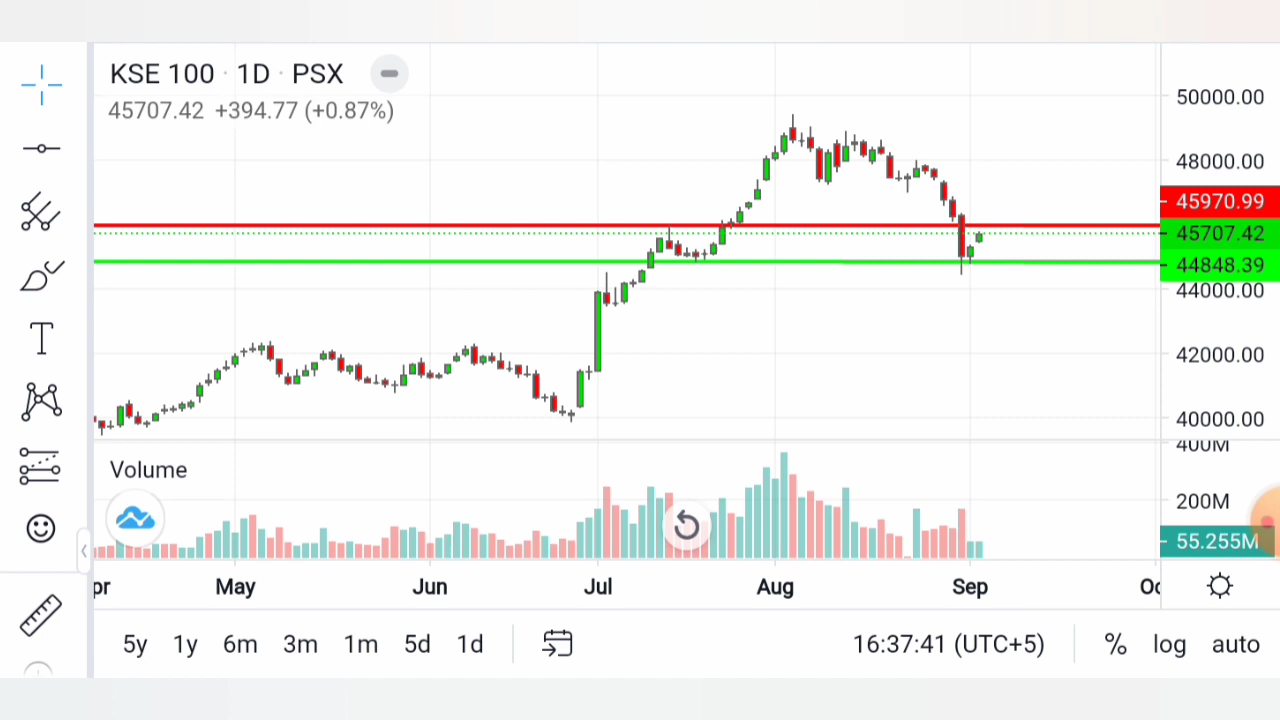 KSE 100 · 1D · PSX
45707.42 +394.77 (+0.87%)
50000.00
48000.00
45970.99
45707.42
44848.39
44000.00
42000.00
40000.00
Volume
400M
200M
55.255M
pr May Jun Jul Aug Sep Oc
5y 1y 6m 3m 1m 5d 1d 16:37:41 (UTC+5) % log auto